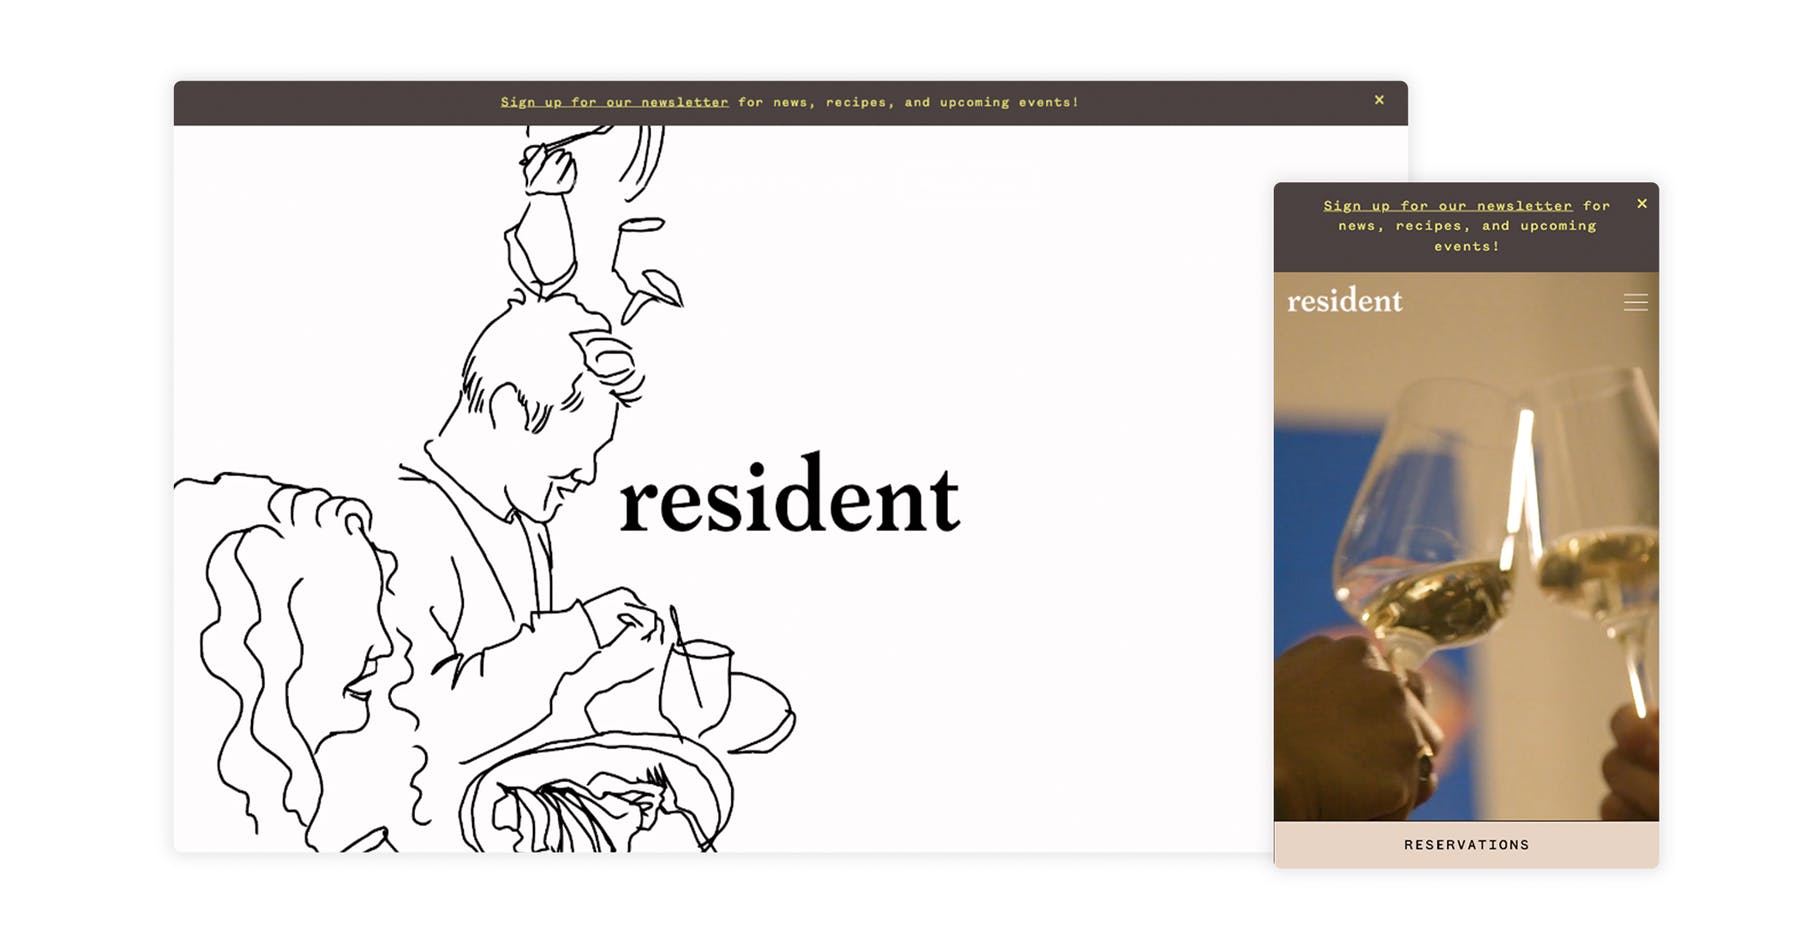 Sign up for our newsletter for news, recipes, and upcoming events! ×
resident
Sign up for our newsletter for ×
news, recipes, and upcoming
events!
resident
RESERVATIONS